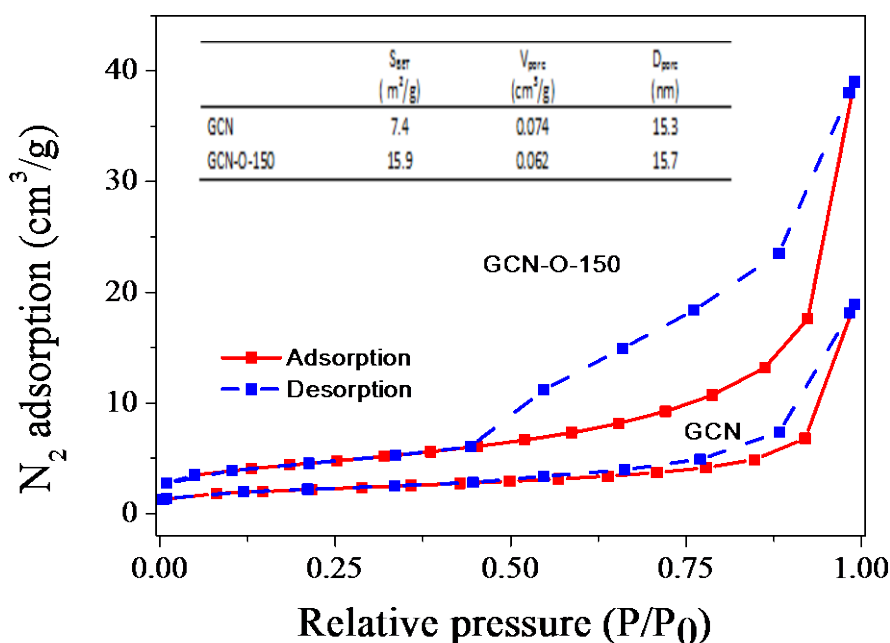 N₂ adsorption (cm³/g)
40
30
20
10
0
S_BET V_pore D_pore
(m²/g) (cm³/g) (nm)
GCN 7.4 0.074 15.3
GCN-O-150 15.9 0.062 15.7
GCN-O-150
Adsorption
Desorption
GCN
0.00 0.25 0.50 0.75 1.00
Relative pressure (P/P₀)